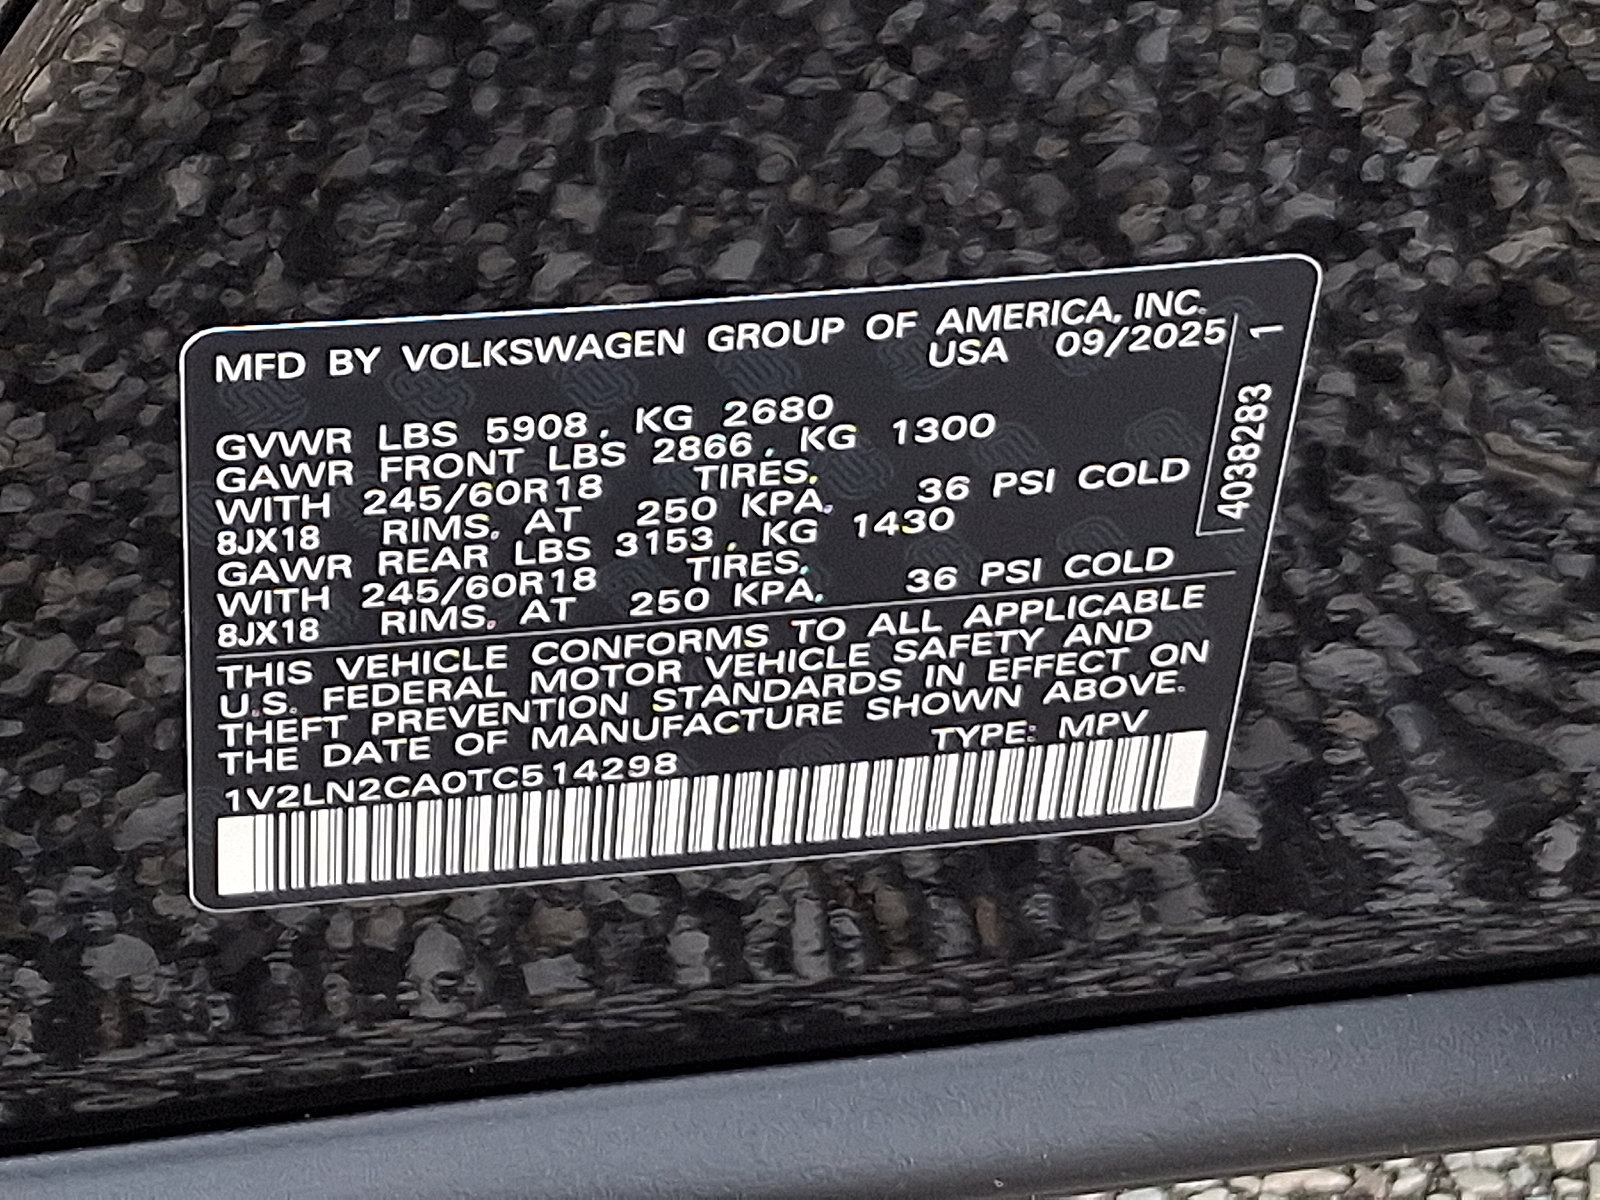 MFD BY VOLKSWAGEN GROUP OF AMERICA, INC.
USA 09/2025
GVWR LBS 5908, KG 2680
GAWR FRONT LBS 2866, KG 1300
WITH 245/60R18 TIRES,
8JX18 RIMS, AT 250 KPA, 36 PSI COLD
GAWR REAR LBS 3153, KG 1430
WITH 245/60R18 TIRES,
8JX18 RIMS, AT 250 KPA, 36 PSI COLD
THIS VEHICLE CONFORMS TO ALL APPLICABLE
U.S. FEDERAL MOTOR VEHICLE SAFETY AND
THEFT PREVENTION STANDARDS IN EFFECT ON
THE DATE OF MANUFACTURE SHOWN ABOVE.
1V2LN2CA0TC514298 TYPE: MPV
40382283 1